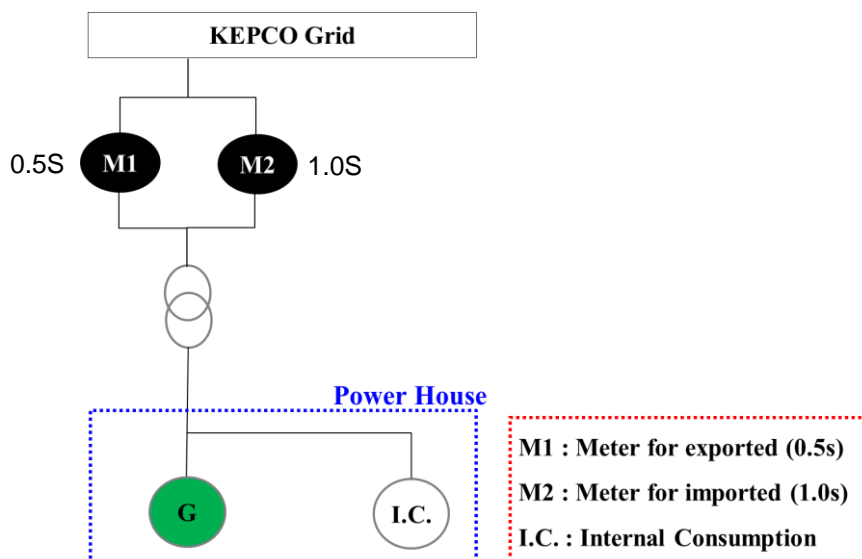 KEPCO Grid
0.5S
M1
M2
1.0S
Power House
G
I.C.
M1 : Meter for exported (0.5s)
M2 : Meter for imported (1.0s)
I.C. : Internal Consumption